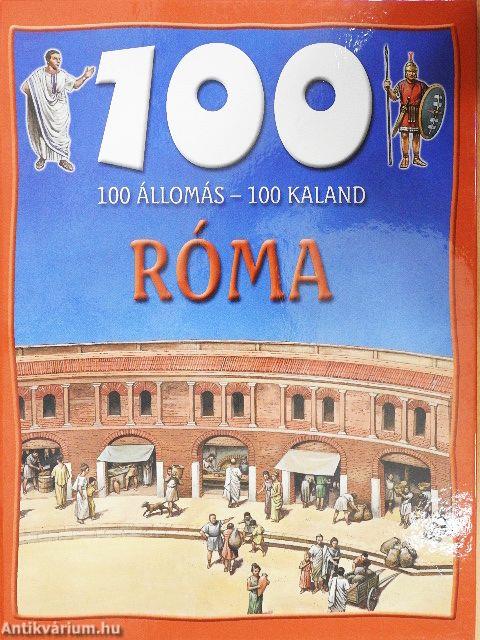 100
100 ÁLLOMÁS – 100 KALAND
RÓMA
Antikvárium.hu